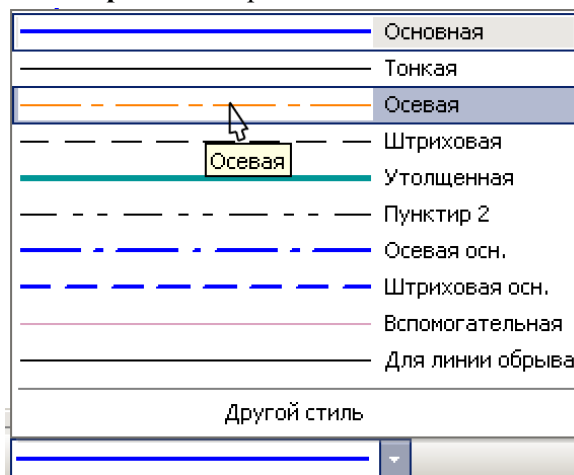 Основная
Тонкая
Осевая
Штриховая
Осевая
Утолщенная
Пунктир 2
Осевая осн.
Штриховая осн.
Вспомогательная
Для линии обрыва
Другой стиль